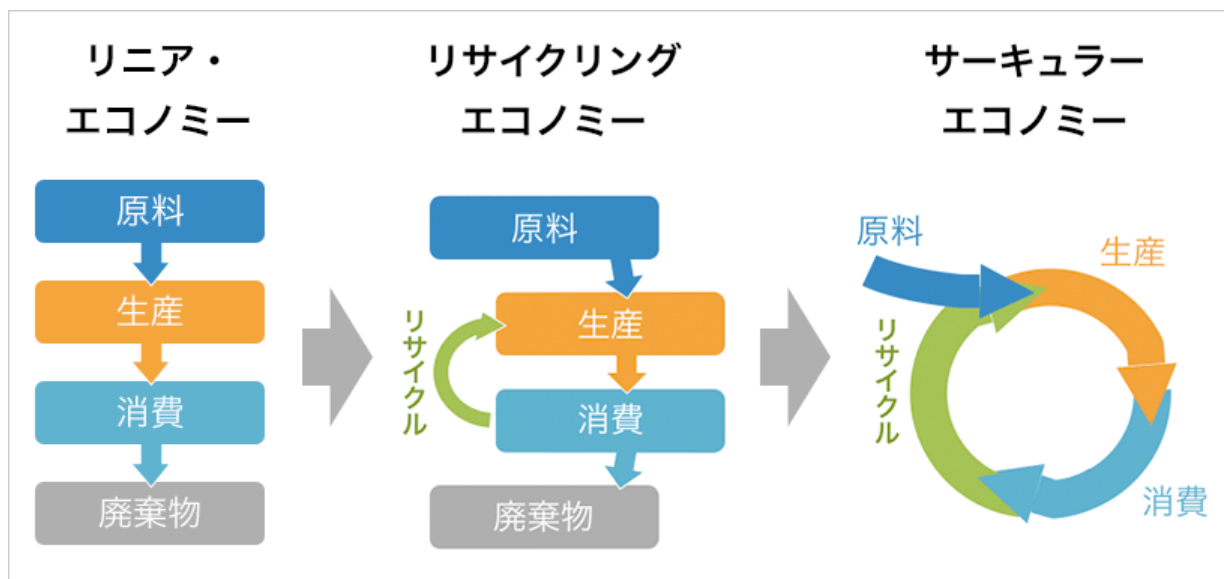 リニア・
エコノミー
原料
生産
消費
廃棄物
リサイクリング
エコノミー
原料
生産
リサイクル
消費
廃棄物
サーキュラー
エコノミー
原料
生産
リサイクル
消費